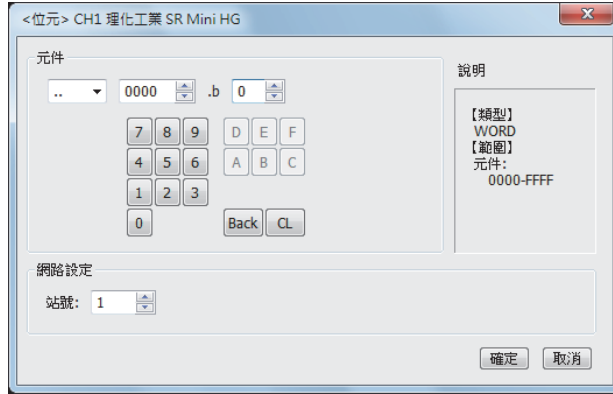 <位元> CH1 理化工業 SR Mini HG
元件
.. 0000 .b 0
7 8 9 D E F
4 5 6 A B C
1 2 3
0 Back CL
說明
【類型】
WORD
【範圍】
元件:
0000-FFFF
網路設定
站號: 1
確定 取消